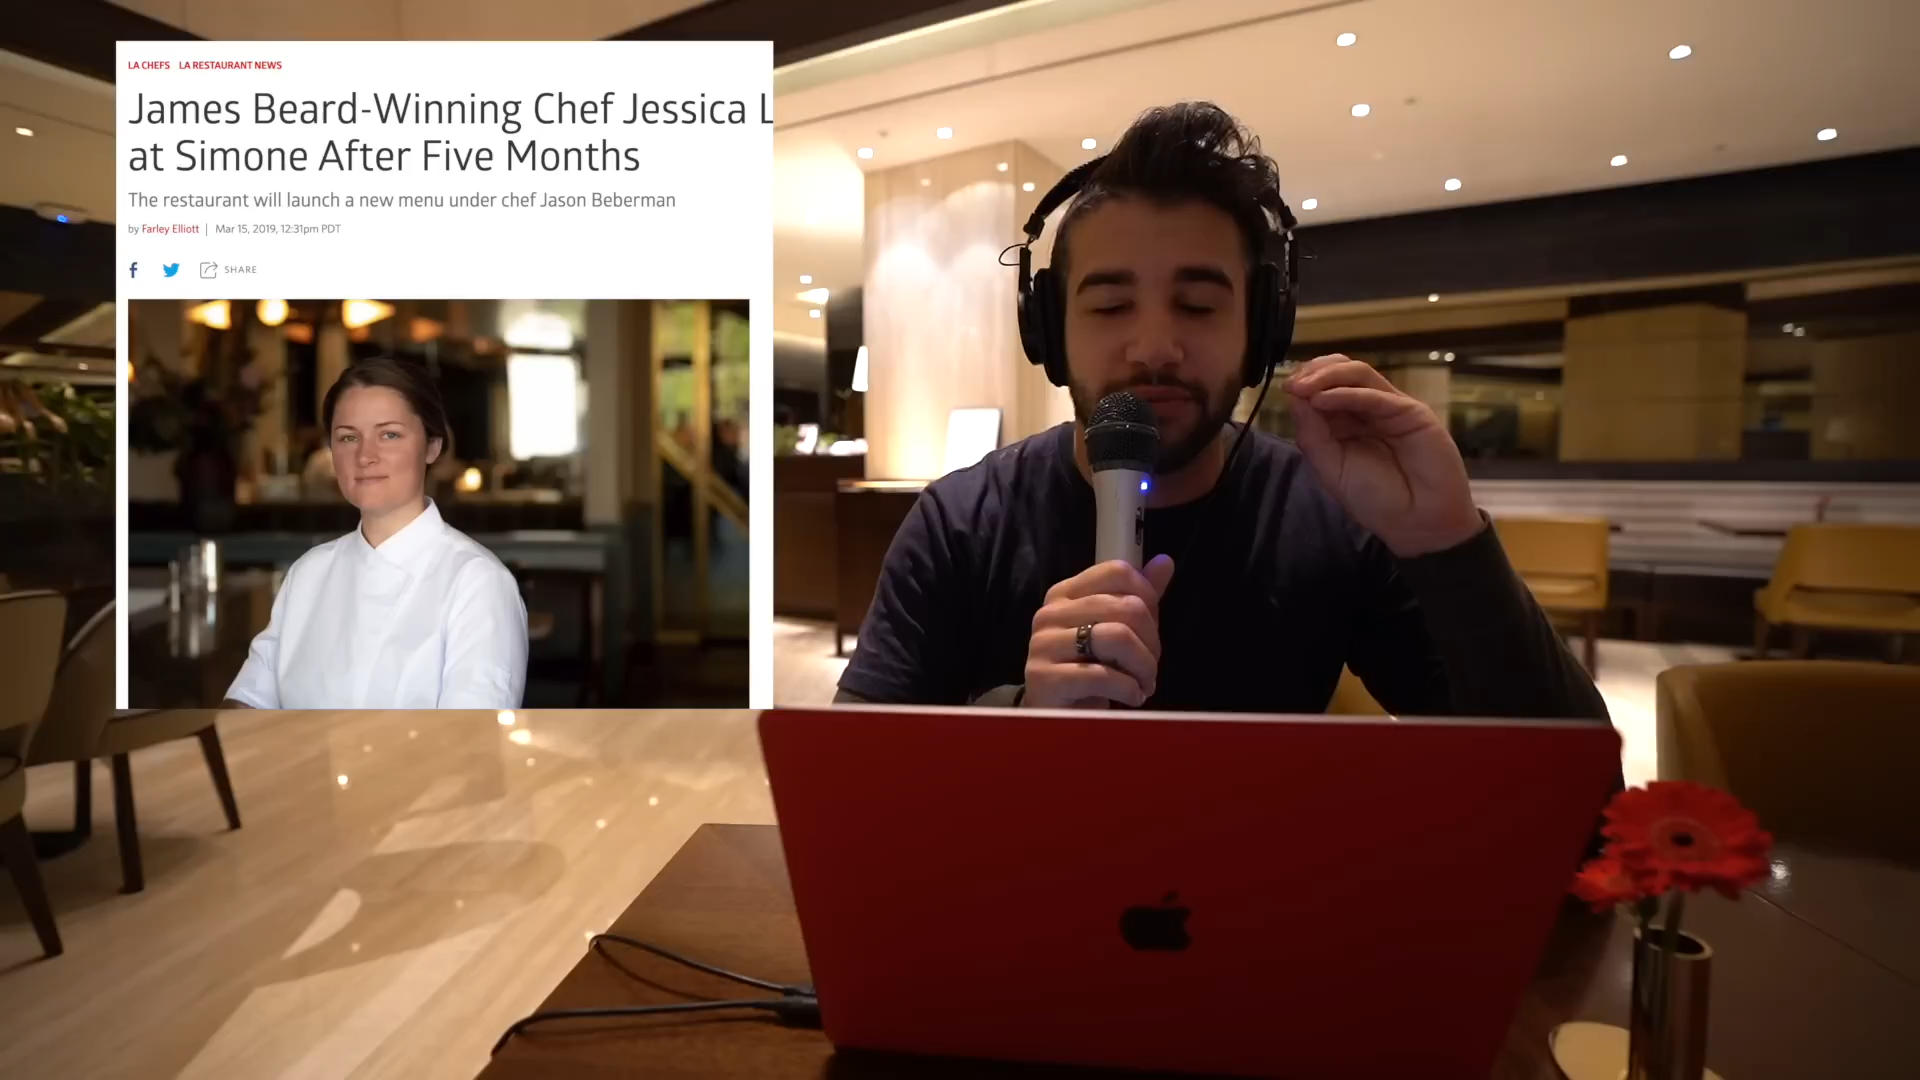 LA CHEFS LA RESTAURANT NEWS
James Beard-Winning Chef Jessica L
at Simone After Five Months
The restaurant will launch a new menu under chef Jason Beberman
by Farley Elliott | Mar 15, 2019, 12:31pm PDT
SHARE